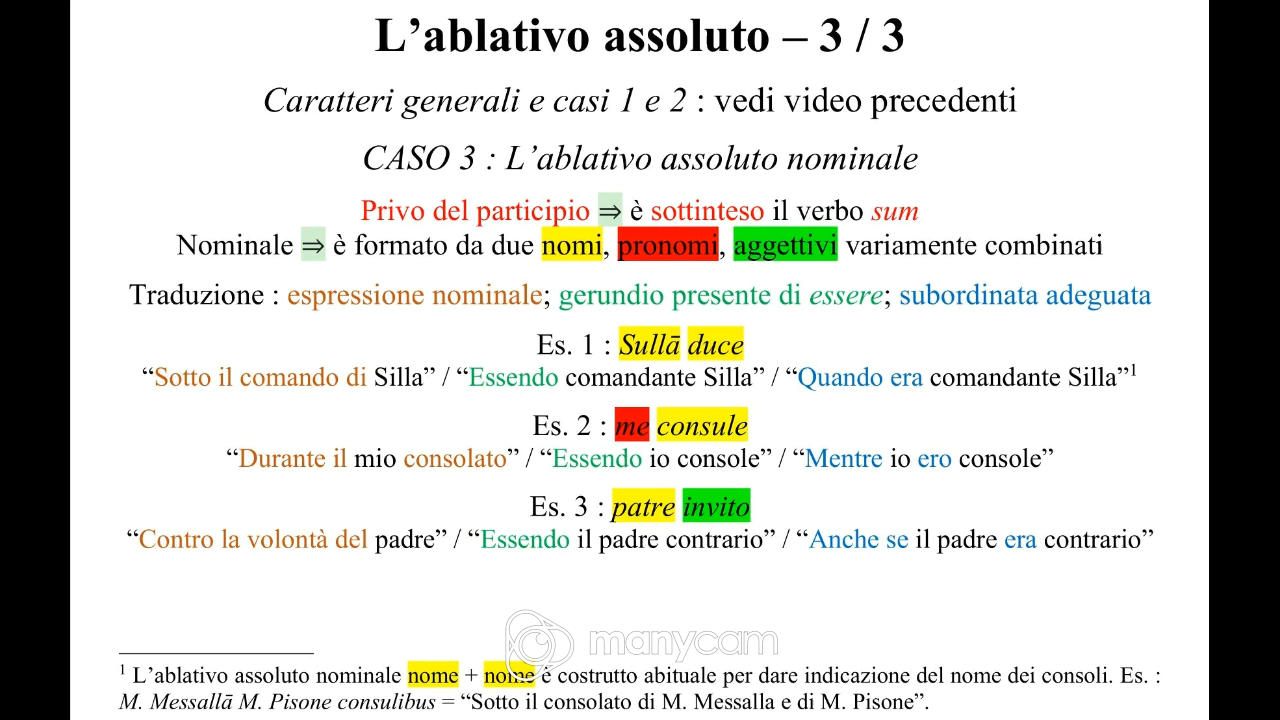 L’ablativo assoluto – 3 / 3
Caratteri generali e casi 1 e 2 : vedi video precedenti
CASO 3 : L’ablativo assoluto nominale
Privo del participio ⇒ è sottinteso il verbo sum
Nominale ⇒ è formato da due nomi, pronomi, aggettivi variamente combinati
Traduzione : espressione nominale; gerundio presente di essere; subordinata adeguata
Es. 1 : Sullā duce
“Sotto il comando di Silla” / “Essendo comandante Silla” / “Quando era comandante Silla”¹
Es. 2 : me consule
“Durante il mio consolato” / “Essendo io console” / “Mentre io ero console”
Es. 3 : patre invito
“Contro la volontà del padre” / “Essendo il padre contrario” / “Anche se il padre era contrario”
manycam
¹ L’ablativo assoluto nominale nome + nome è costrutto abituale per dare indicazione del nome dei consoli. Es. :
M. Messallā M. Pisone consulibus = “Sotto il consolato di M. Messalla e di M. Pisone”.